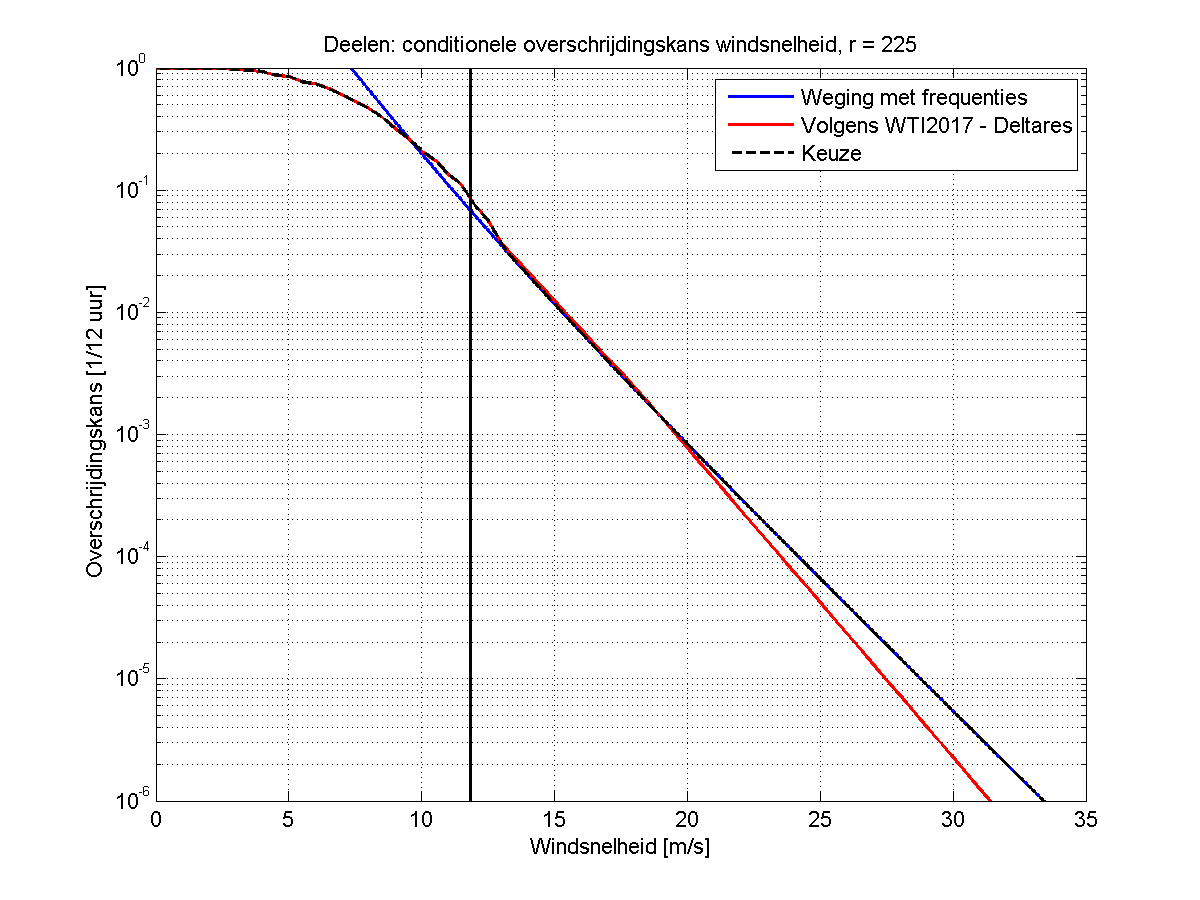 Deelen: conditionele overschrijdingskans windsnelheid, r = 225
Weging met frequenties
Volgens WTI2017 - Deltares
Keuze
Overschrijdingskans [1/12 uur]
10^0
10^-1
10^-2
10^-3
10^-4
10^-5
10^-6
0 5 10 15 20 25 30 35
Windsnelheid [m/s]